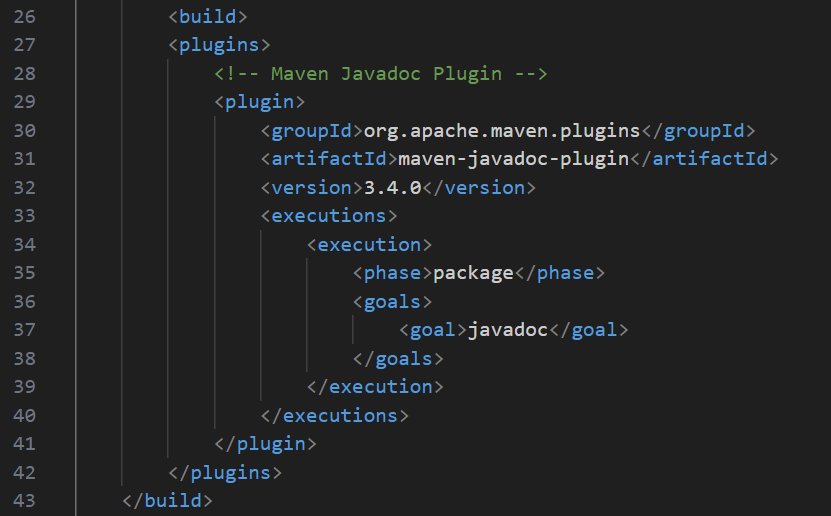 26 <build>
27 <plugins>
28 <!-- Maven Javadoc Plugin -->
29 <plugin>
30 <groupId>org.apache.maven.plugins</groupId>
31 <artifactId>maven-javadoc-plugin</artifactId>
32 <version>3.4.0</version>
33 <executions>
34 <execution>
35 <phase>package</phase>
36 <goals>
37 <goal>javadoc</goal>
38 </goals>
39 </execution>
40 </executions>
41 </plugin>
42 </plugins>
43 </build>